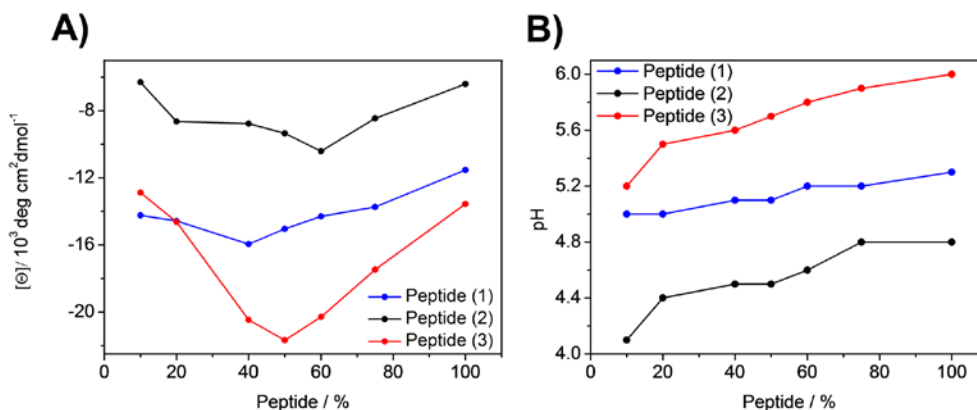 A)
[Θ]/ 10³ deg cm²dmol⁻¹
-8
-12
-16
-20
0 20 40 60 80 100
Peptide / %
Peptide (1)
Peptide (2)
Peptide (3)
B)
pH
6.0
5.6
5.2
4.8
4.4
4.0
0 20 40 60 80 100
Peptide / %
Peptide (1)
Peptide (2)
Peptide (3)